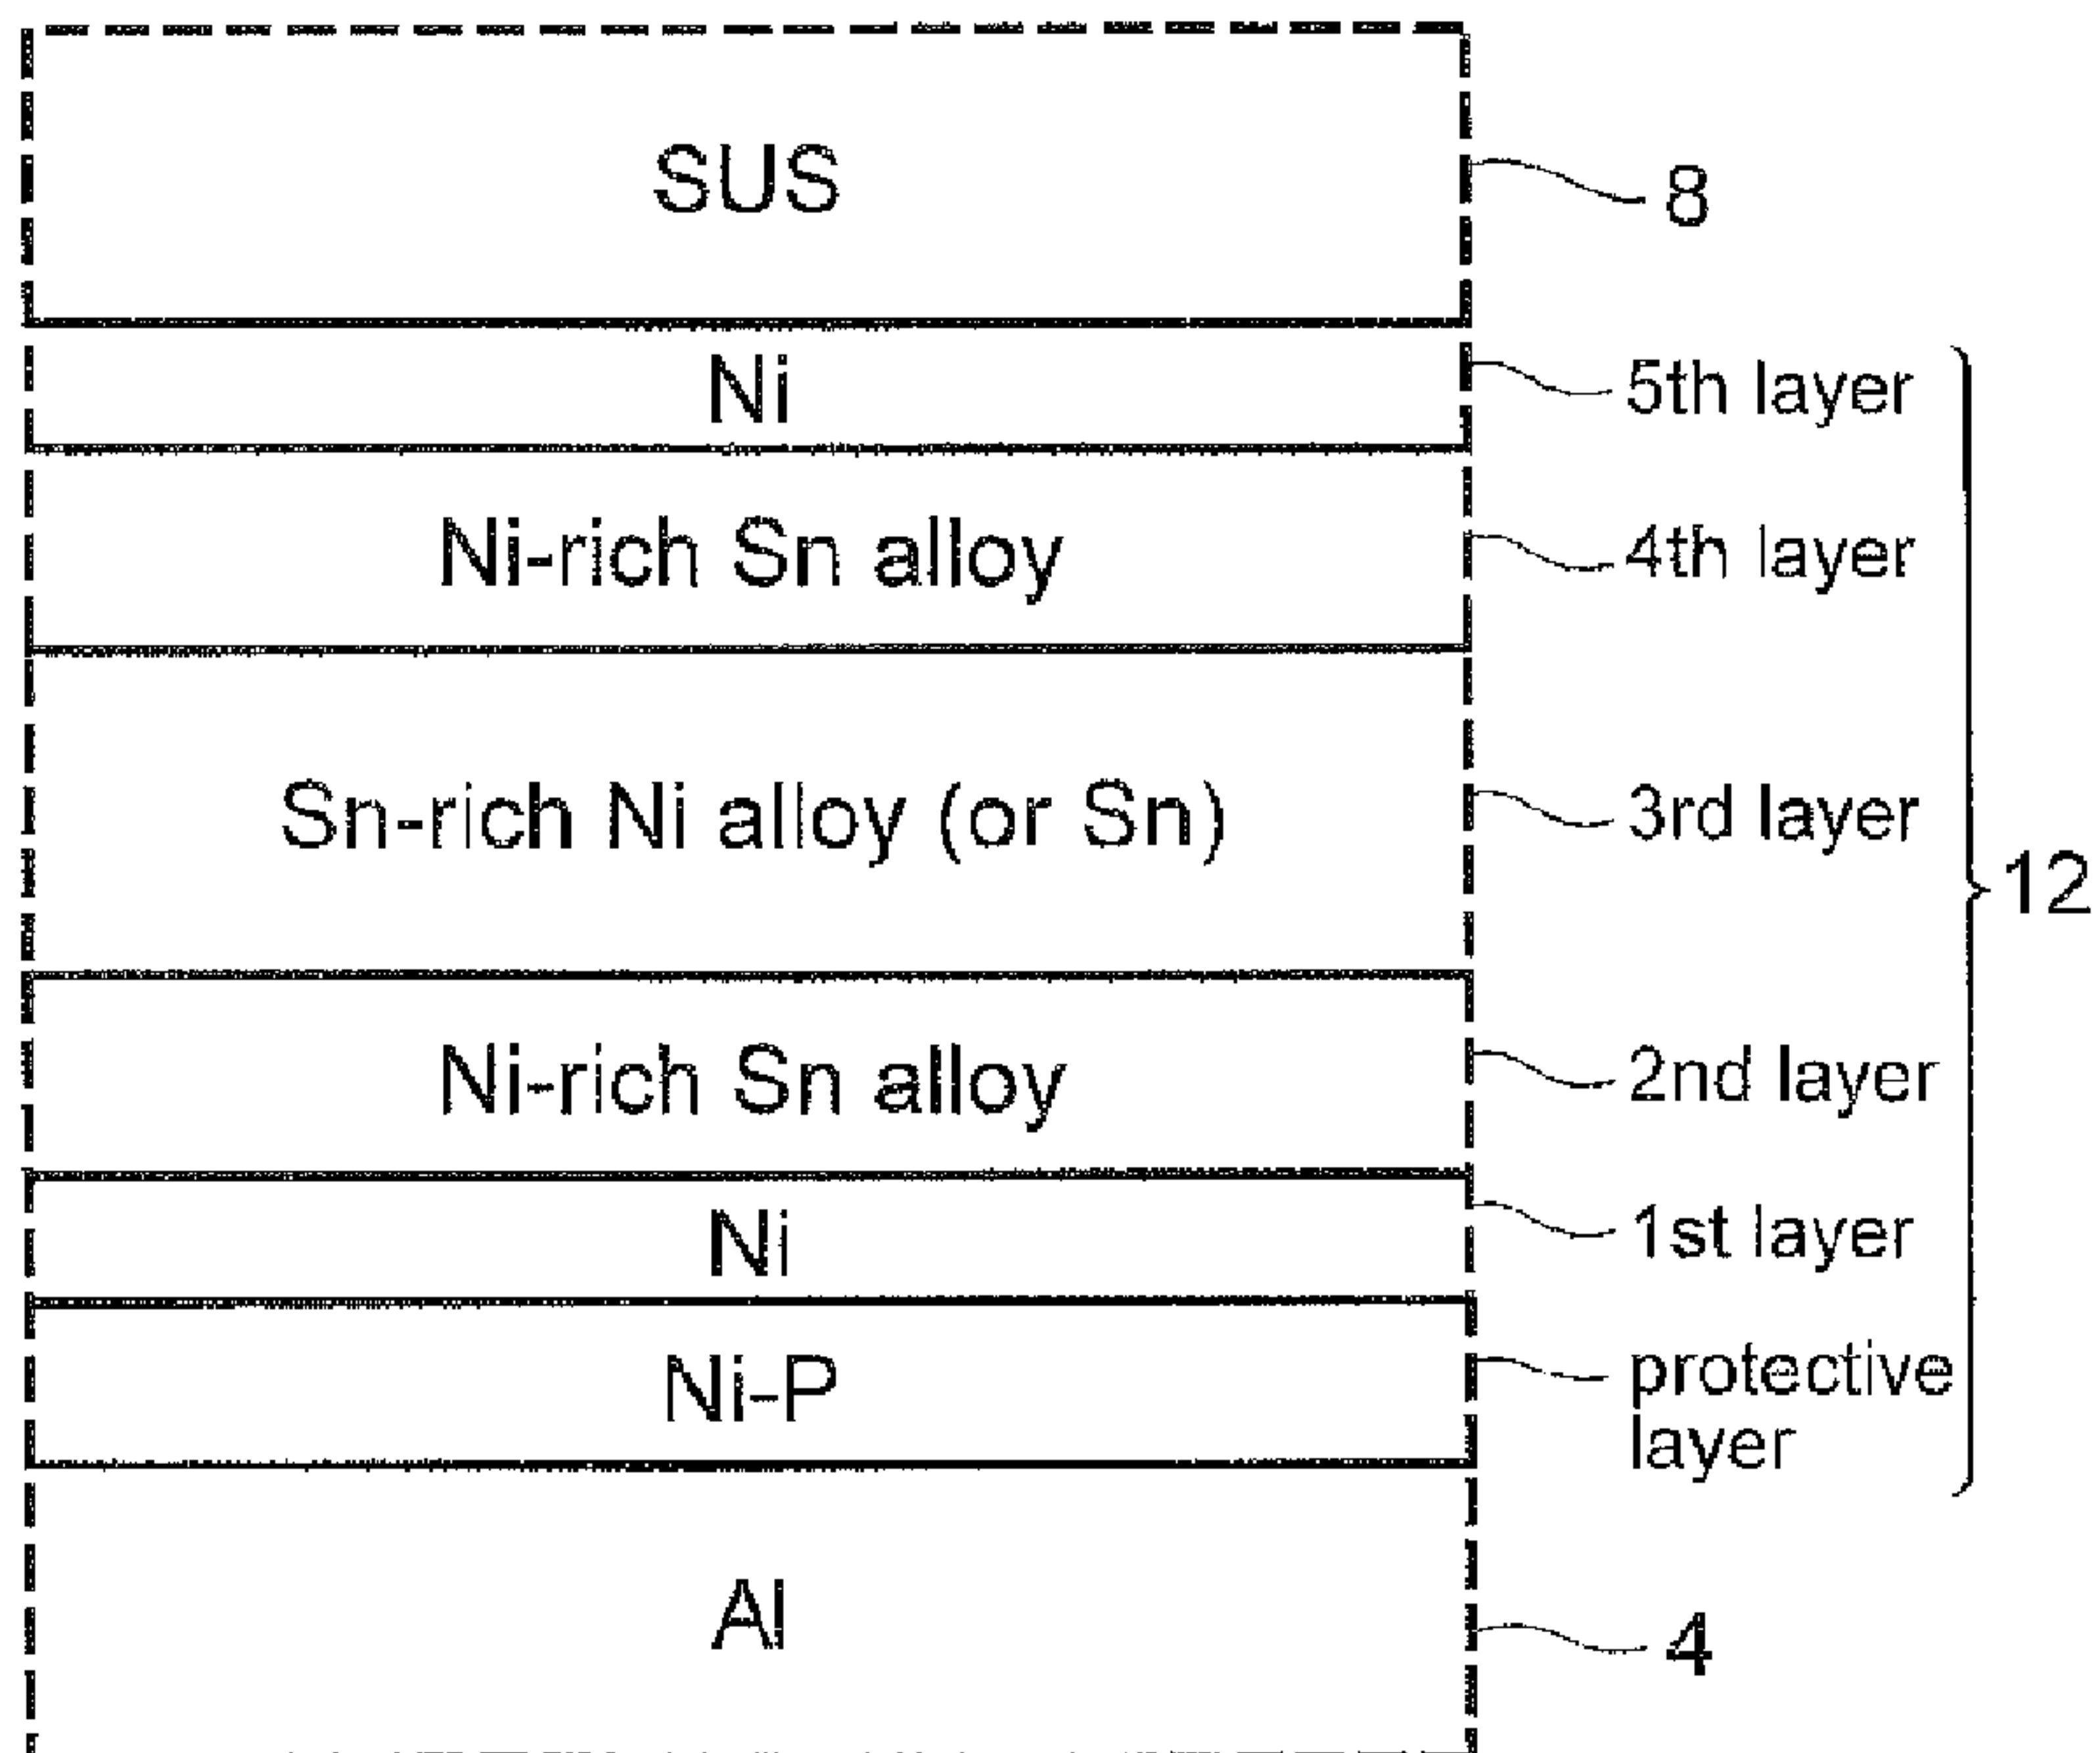 SUS
8
Ni
5th layer
Ni-rich Sn alloy
4th layer
Sn-rich Ni alloy (or Sn)
3rd layer
12
Ni-rich Sn alloy
2nd layer
Ni
1st layer
Ni-P
protective
layer
Al
4